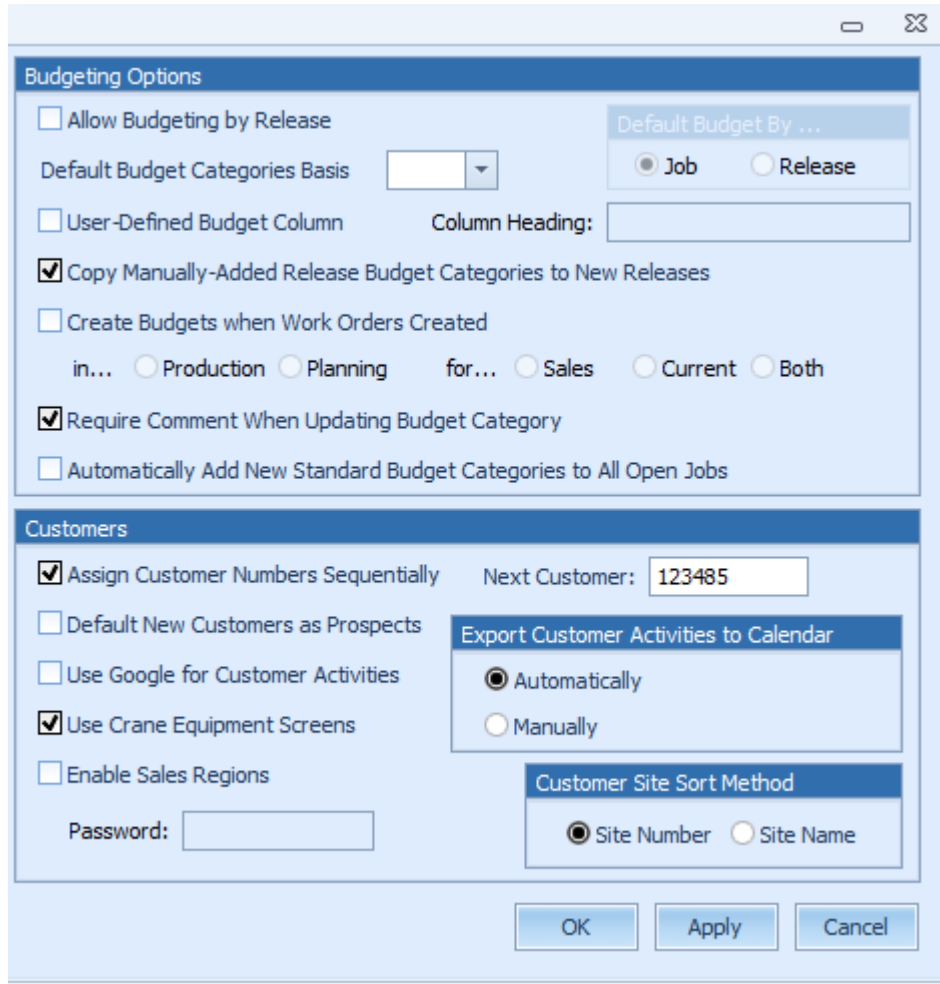 Budgeting Options
Allow Budgeting by Release
Default Budget By ...
Default Budget Categories Basis
Job Release
User-Defined Budget Column Column Heading:
Copy Manually-Added Release Budget Categories to New Releases
Create Budgets when Work Orders Created
in... Production Planning for... Sales Current Both
Require Comment When Updating Budget Category
Automatically Add New Standard Budget Categories to All Open Jobs
Customers
Assign Customer Numbers Sequentially Next Customer: 123485
Default New Customers as Prospects
Export Customer Activities to Calendar
Use Google for Customer Activities
Automatically
Use Crane Equipment Screens
Manually
Enable Sales Regions
Customer Site Sort Method
Password:
Site Number Site Name
OK Apply Cancel